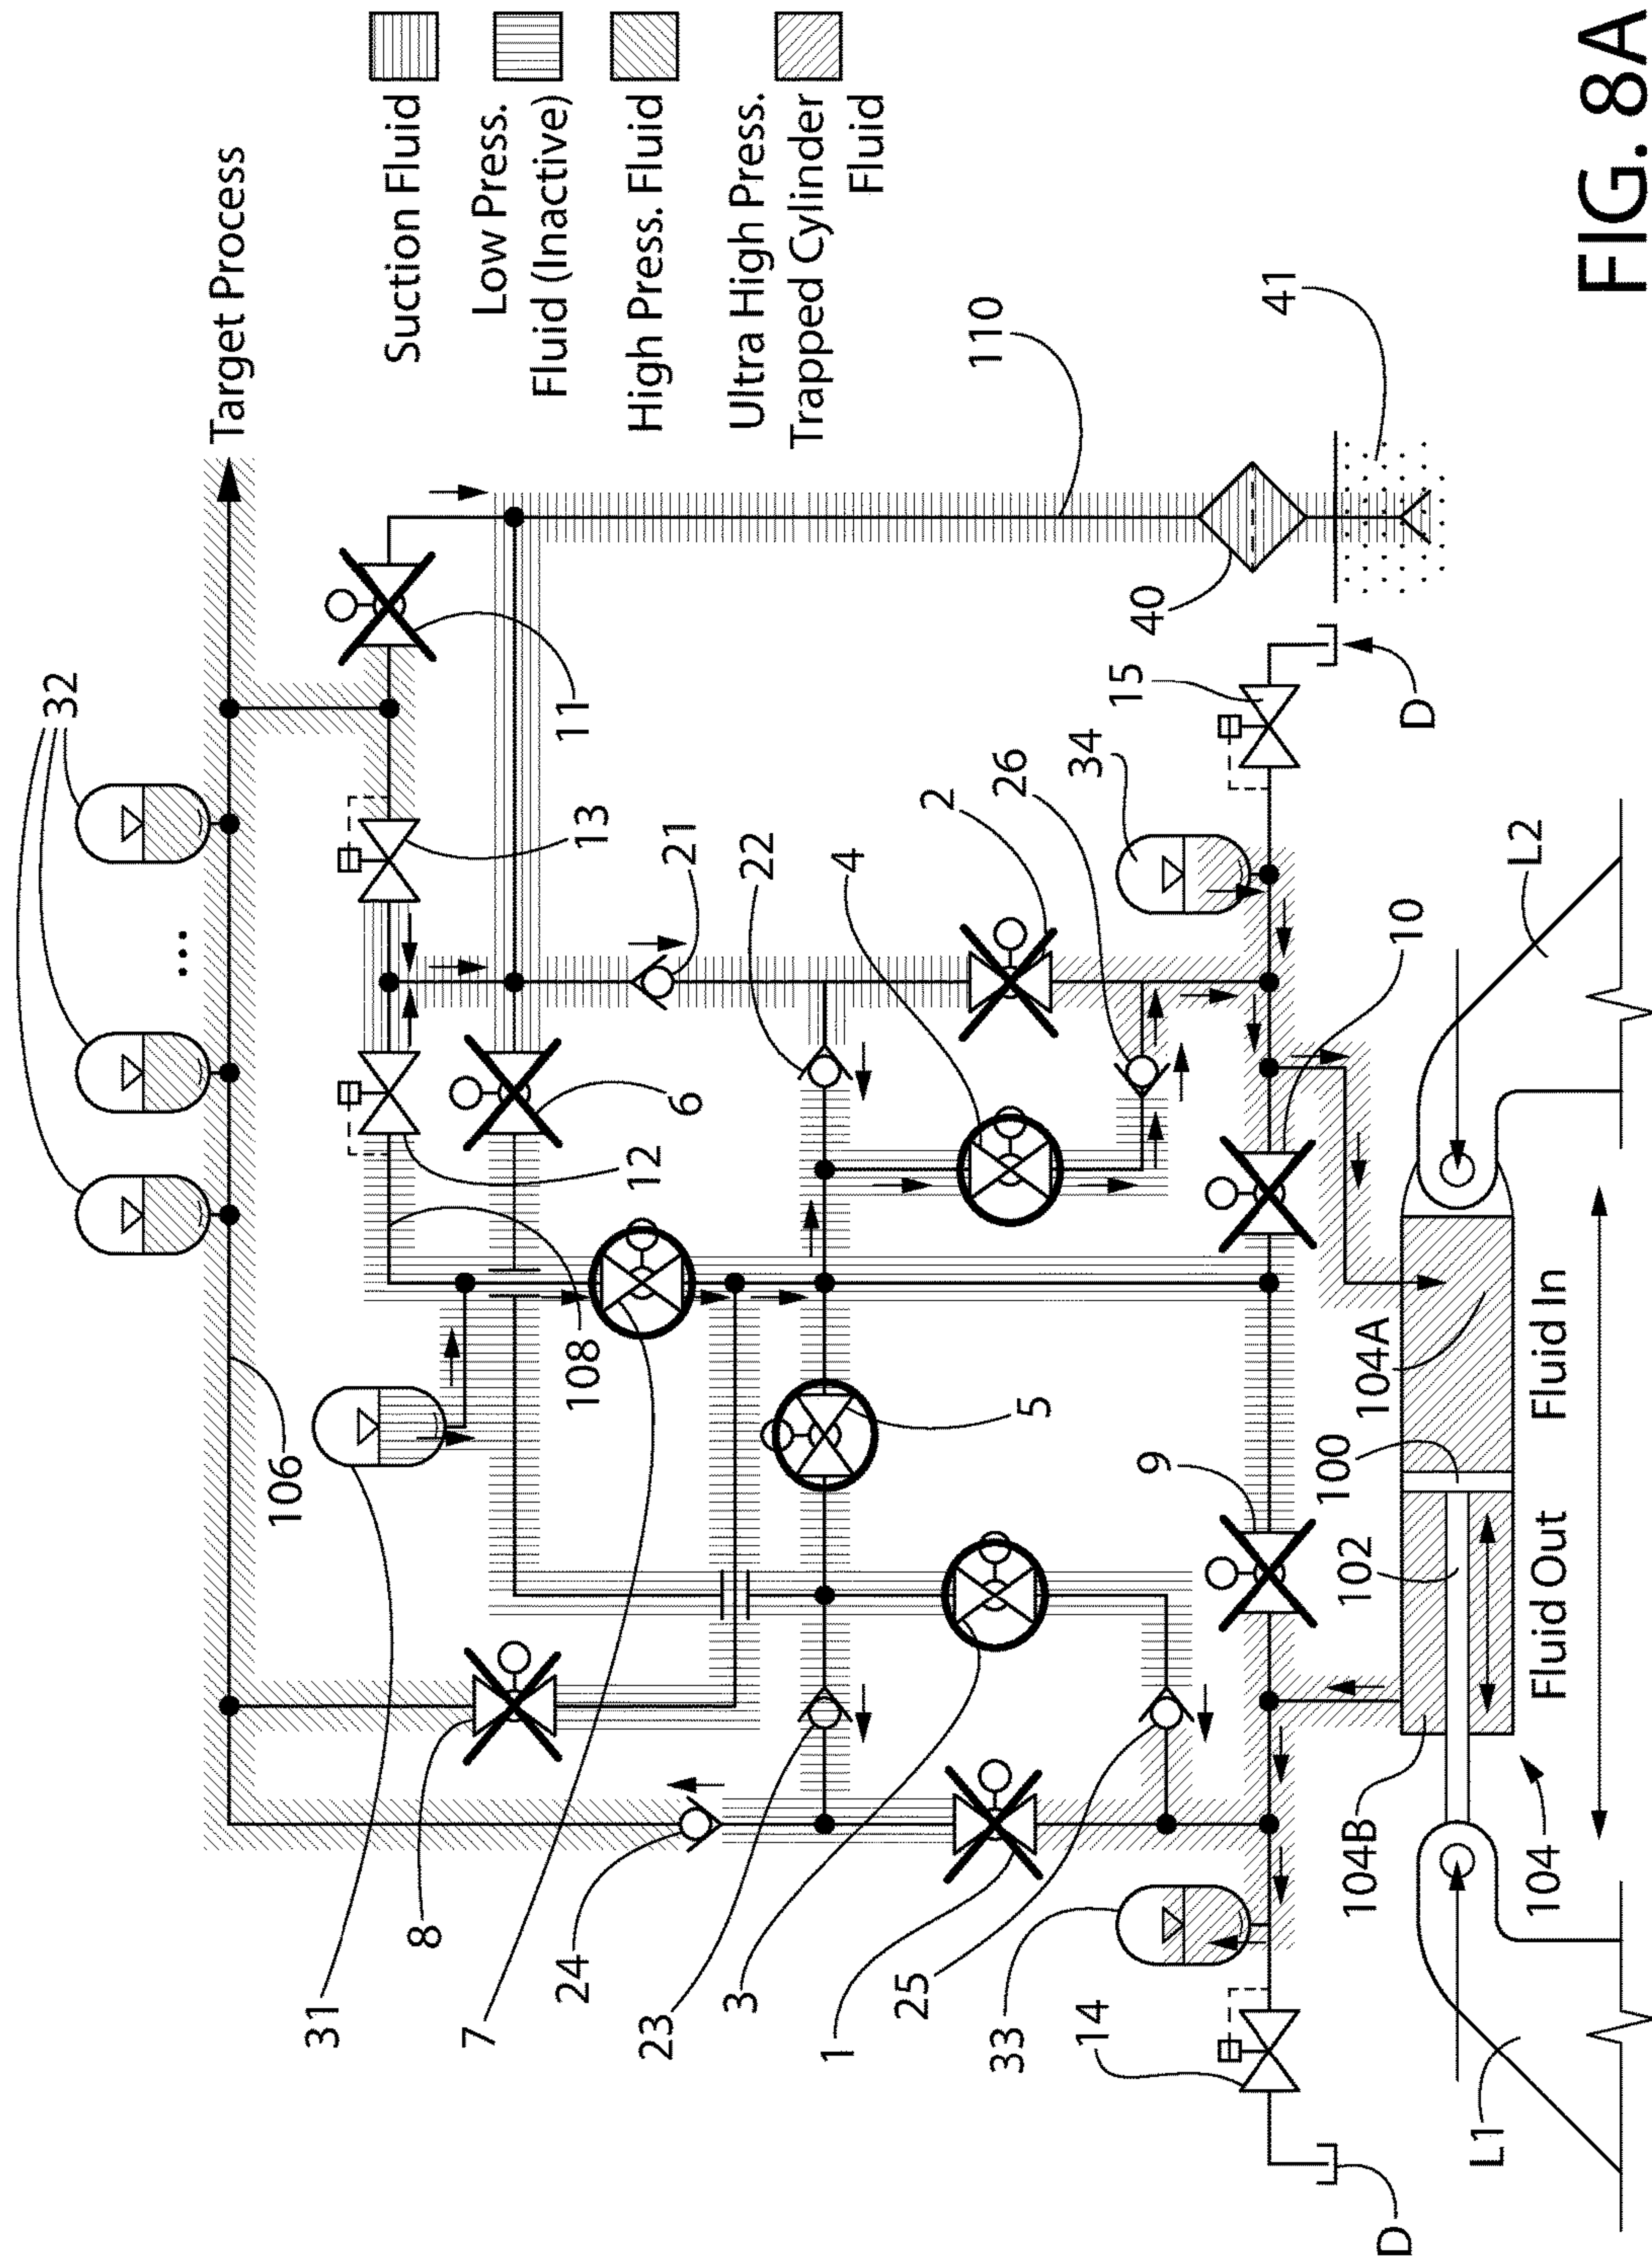 Target Process
Suction Fluid
Low Press.
Fluid (Inactive)
High Press. Fluid
Ultra High Press.
Trapped Cylinder
Fluid
32
...
106
31
108
12
13
11
6
21
22
110
8
7
24
23
3
5
4
2
26
1
25
33
14
9
10
34
15
40
41
D
D
L1
L2
104B
104
102
100
104A
Fluid Out
Fluid In
FIG. 8A